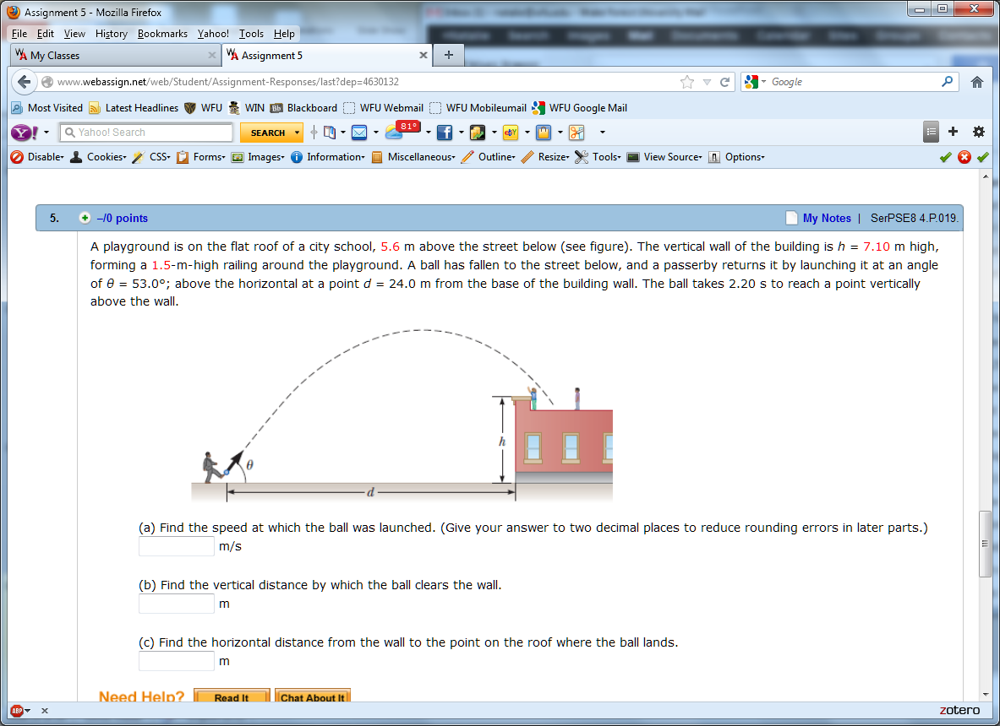 Assignment 5 - Mozilla Firefox
File Edit View History Bookmarks Yahoo! Tools Help
My Classes
Assignment 5
www.webassign.net/web/Student/Assignment-Responses/last?dep=4630132
Google
Most Visited Latest Headlines WFU WIN Bb Blackboard WFU Webmail WFU Mobileumail WFU Google Mail
Y! Yahoo! Search SEARCH 81° eBY
Disable Cookies CSS Forms Images Information Miscellaneous Outline Resize Tools View Source Options
5. –/0 points My Notes | SerPSE8 4.P.019.
A playground is on the flat roof of a city school, 5.6 m above the street below (see figure). The vertical wall of the building is h = 7.10 m high,
forming a 1.5-m-high railing around the playground. A ball has fallen to the street below, and a passerby returns it by launching it at an angle
of θ = 53.0°; above the horizontal at a point d = 24.0 m from the base of the building wall. The ball takes 2.20 s to reach a point vertically
above the wall.
h
θ
d
(a) Find the speed at which the ball was launched. (Give your answer to two decimal places to reduce rounding errors in later parts.)
m/s
(b) Find the vertical distance by which the ball clears the wall.
m
(c) Find the horizontal distance from the wall to the point on the roof where the ball lands.
m
Need Help? Read It Chat About It
ABP x zotero